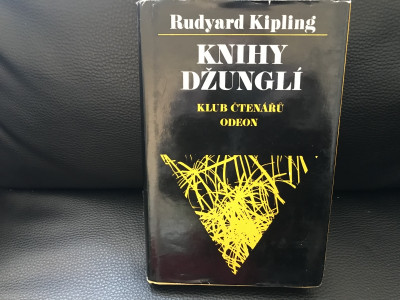 Rudyard Kipling
KNIHY
DŽUNGLÍ
KLUB ČTENÁŘŮ
ODEON